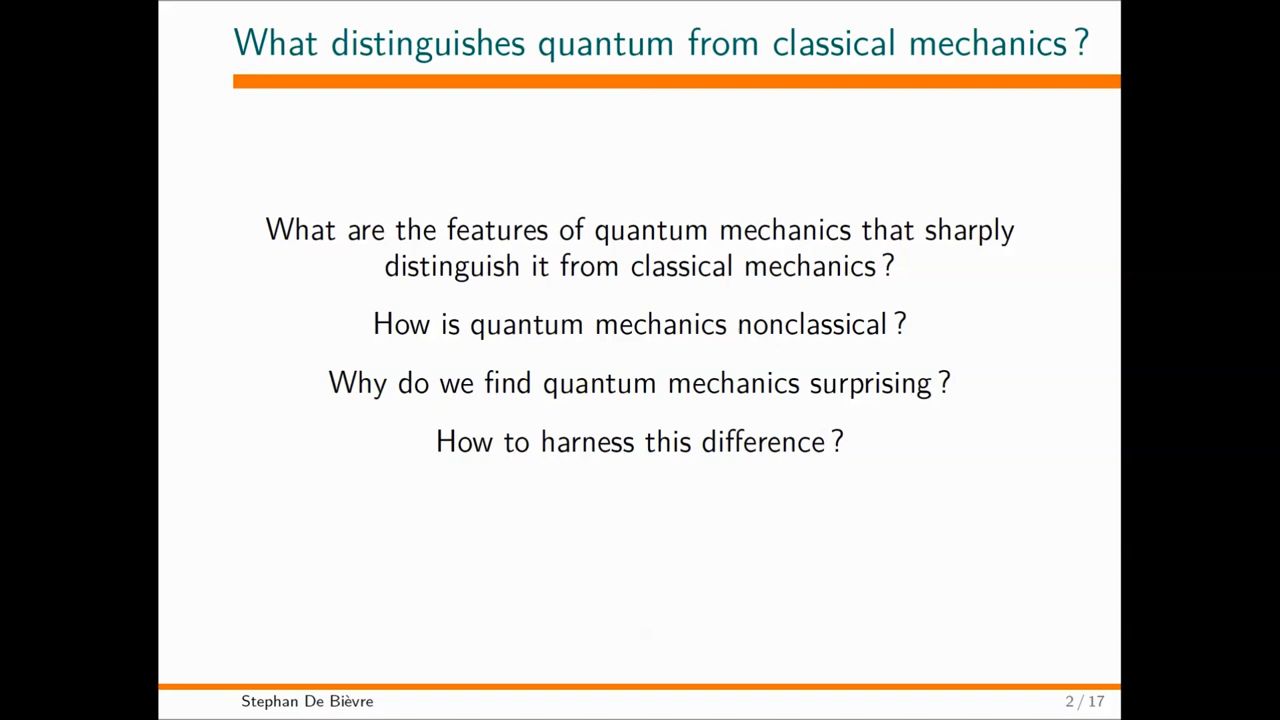 What distinguishes quantum from classical mechanics ?
What are the features of quantum mechanics that sharply
distinguish it from classical mechanics ?
How is quantum mechanics nonclassical ?
Why do we find quantum mechanics surprising ?
How to harness this difference ?
Stephan De Bièvre
2 / 17